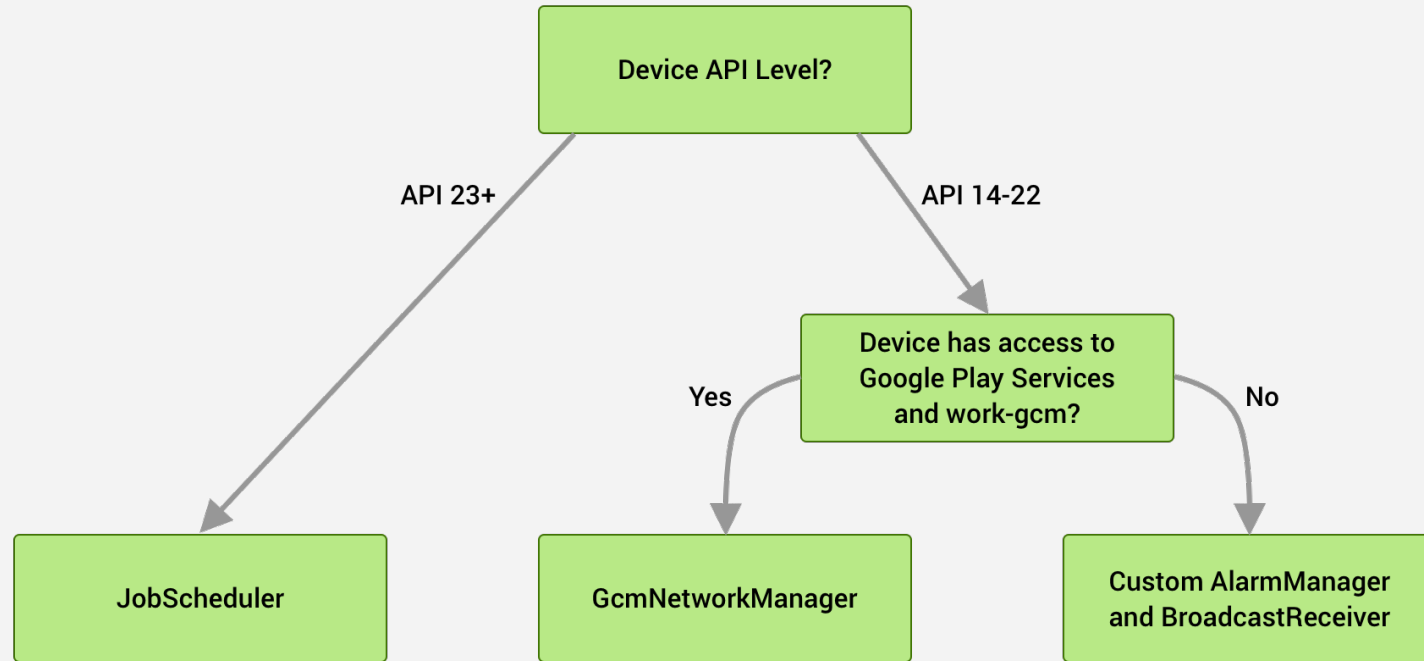 Device API Level?
API 23+
API 14-22
Device has access to
Google Play Services
and work-gcm?
Yes
No
JobScheduler
GcmNetworkManager
Custom AlarmManager
and BroadcastReceiver